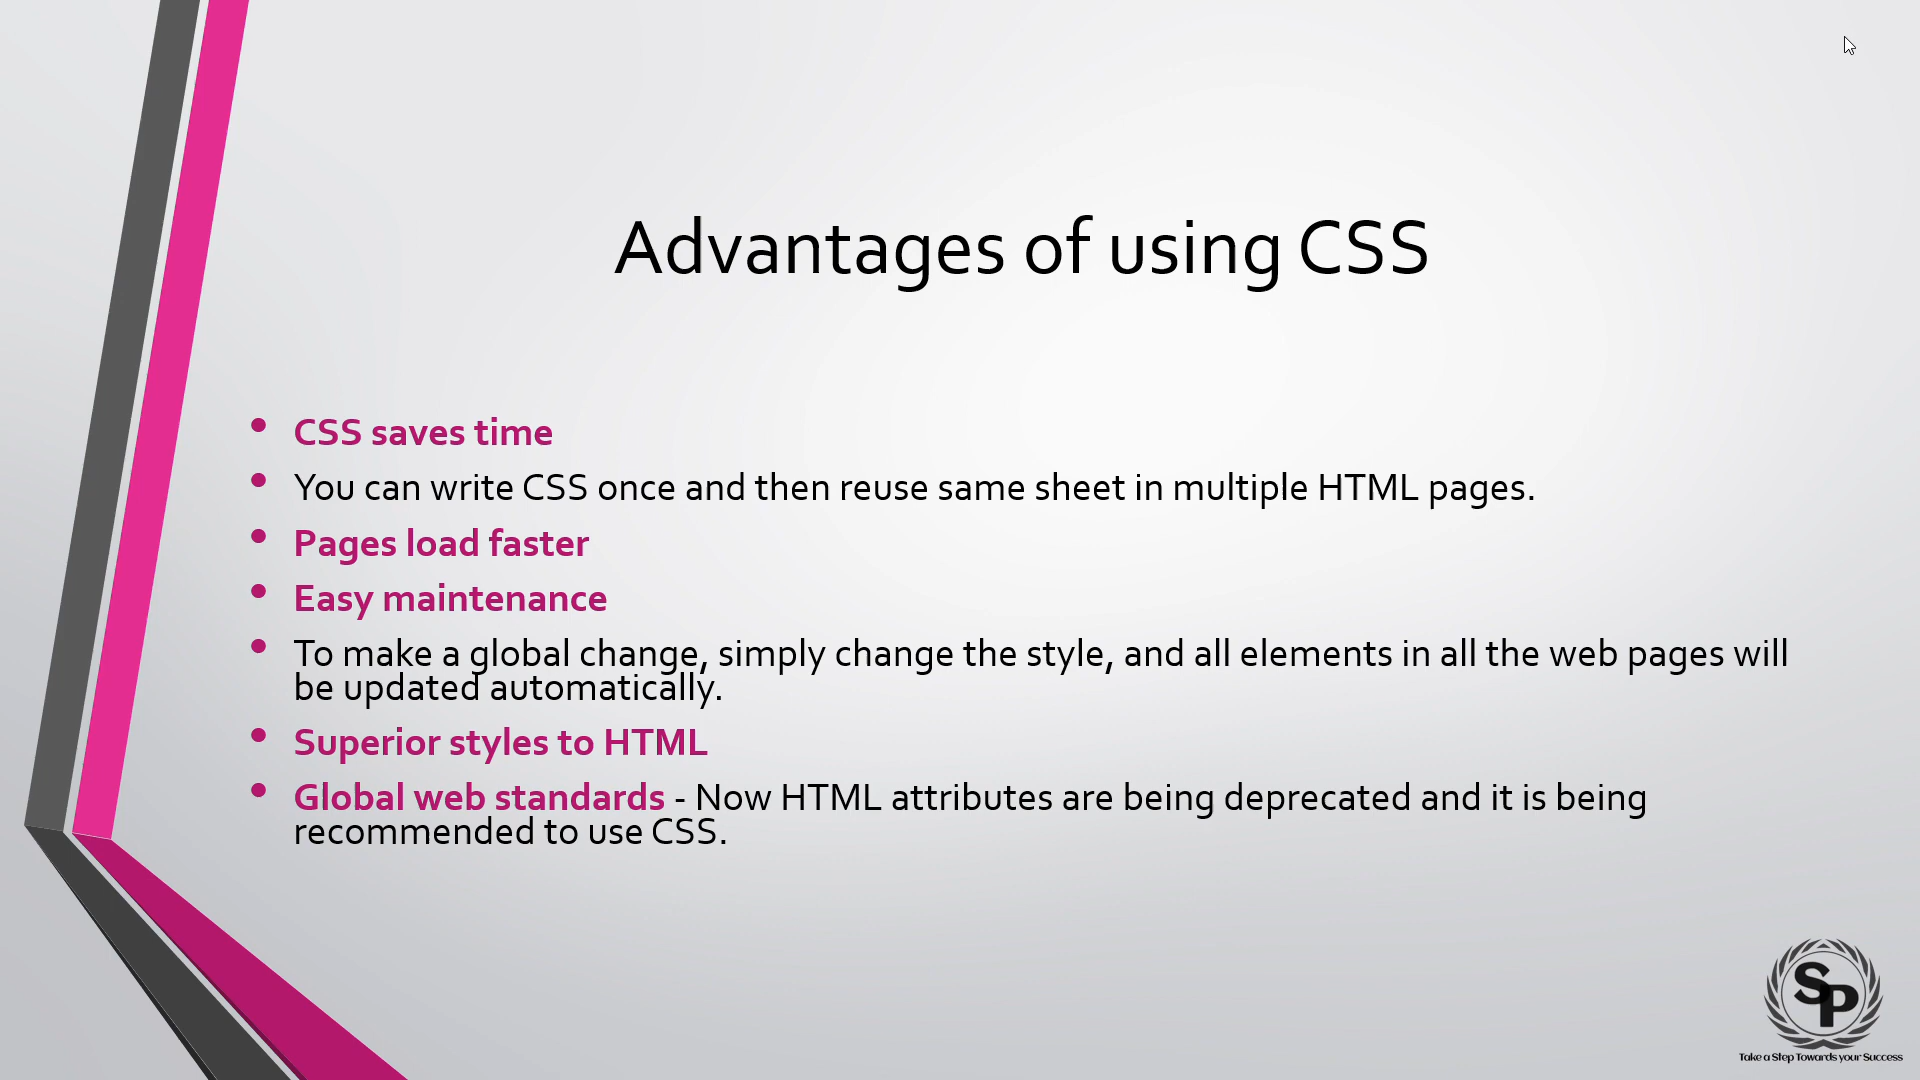 Advantages of using CSS
CSS saves time
You can write CSS once and then reuse same sheet in multiple HTML pages.
Pages load faster
Easy maintenance
To make a global change, simply change the style, and all elements in all the web pages will
be updated automatically.
Superior styles to HTML
Global web standards - Now HTML attributes are being deprecated and it is being
recommended to use CSS.
SP
Take a Step Towards your Success